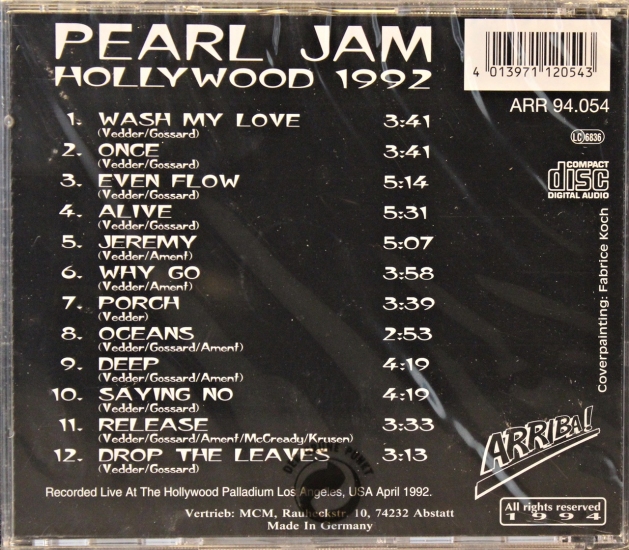 PEARL JAM
HOLLYWOOD 1992
4 013971 120543
ARR 94.054
LC 6836
COMPACT
disc
DIGITAL AUDIO
1. WASH MY LOVE 3:41
(Vedder/Gossard)
2. ONCE 3:41
(Vedder/Gossard)
3. EVEN FLOW 5:14
(Vedder/Gossard)
4. ALIVE 5:31
(Vedder/Gossard)
5. JEREMY 5:07
(Vedder/Ament)
6. WHY GO 3:58
(Vedder/Ament)
7. PORCH 3:39
(Vedder)
8. OCEANS 2:53
(Vedder/Gossard/Ament)
9. DEEP 4:19
(Vedder/Gossard/Ament)
10. SAYING NO 4:19
(Vedder/Gossard)
11. RELEASE 3:33
(Vedder/Gossard/Ament/McCready/Krusen)
12. DROP THE LEAVES 3:13
(Vedder/Gossard)
Coverpainting: Fabrice Koch
ARRIBA!
Recorded Live At The Hollywood Palladium Los Angeles, USA April 1992.
Vertrieb: MCM, Rauheckstr. 10, 74232 Abstatt
Made In Germany
All rights reserved
1994